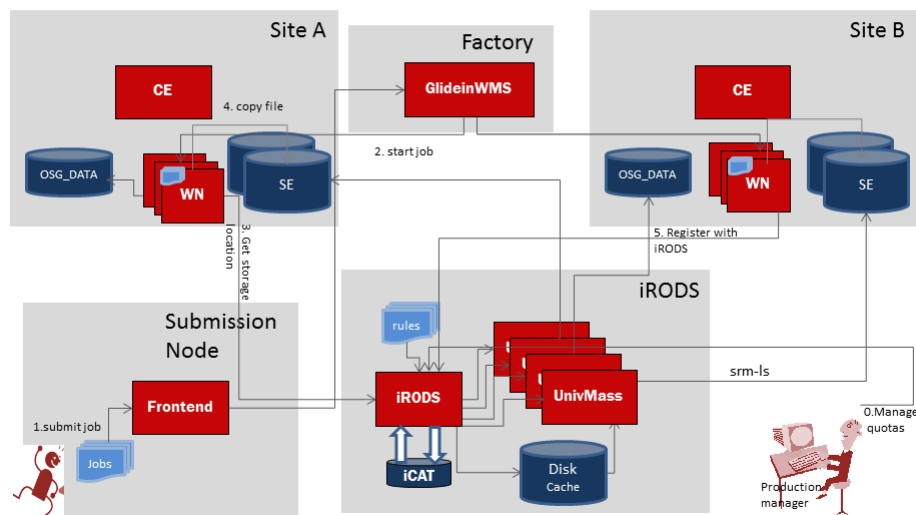 Site A
Factory
Site B
CE
GlideinWMS
CE
4. copy file
2. start job
OSG_DATA
WN
SE
OSG_DATA
WN
SE
3. Get storage
location
5. Register with
iRODS
Submission
Node
iRODS
rules
srm-ls
Frontend
iRODS
UnivMass
0.Manage
quotas
1.submit job
Jobs
iCAT
Disk
Cache
Production
manager